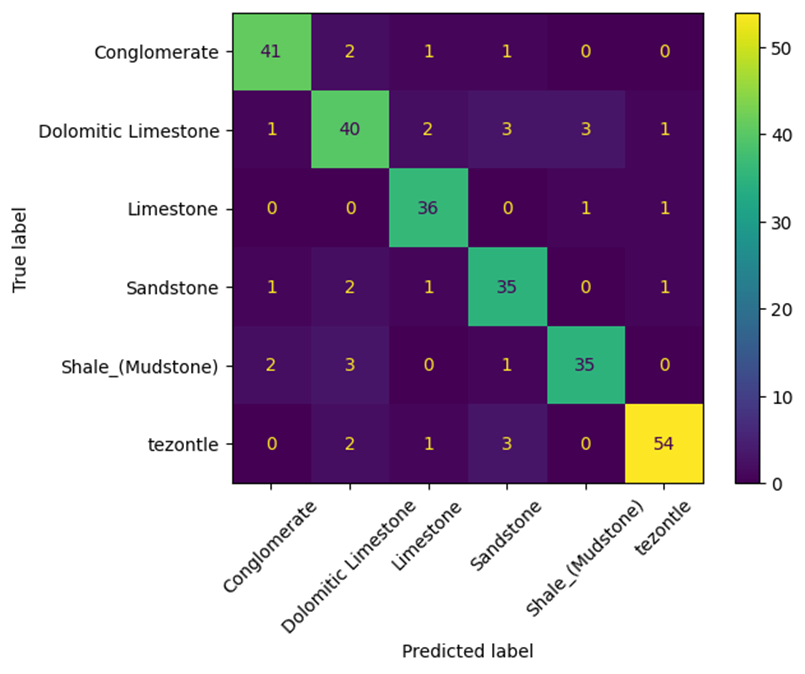 Conglomerate 41 2 1 1 0 0
Dolomitic Limestone 1 40 2 3 3 1
Limestone 0 0 36 0 1 1
Sandstone 1 2 1 35 0 1
Shale_(Mudstone) 2 3 0 1 35 0
tezontle 0 2 1 3 0 54
True label
Conglomerate
Dolomitic Limestone
Limestone
Sandstone
Shale_(Mudstone)
tezontle
Predicted label
50
40
30
20
10
0